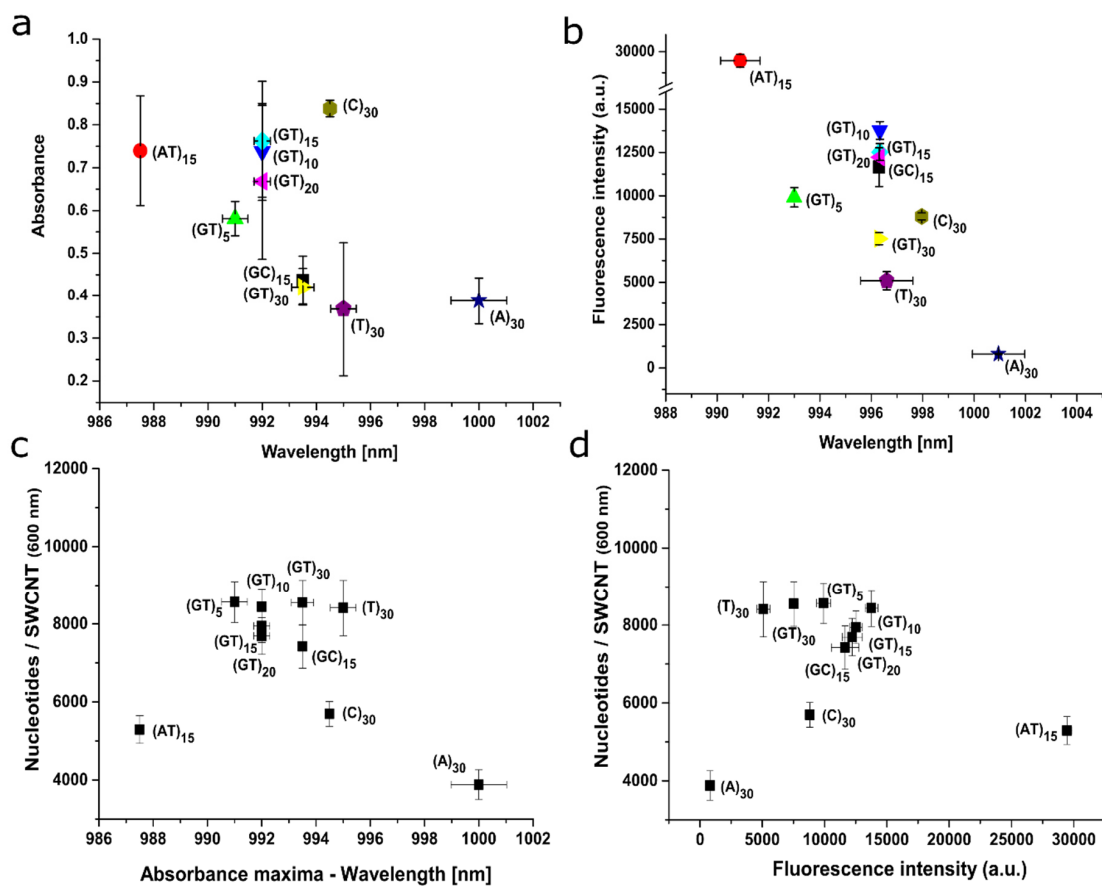 a
Absorbance
1.0
0.9
0.8
0.7
0.6
0.5
0.4
0.3
0.2
(AT)15
(GT)5
(GT)15
(GT)10
(GT)20
(C)30
(GC)15
(GT)30
(T)30
(A)30
986 988 990 992 994 996 998 1000 1002
Wavelength [nm]
b
Fluorescence intensity (a.u.)
30000
15000
12500
10000
7500
5000
2500
0
(AT)15
(GT)10
(GT)15
(GT)20
(GC)15
(GT)5
(C)30
(GT)30
(T)30
(A)30
988 990 992 994 996 998 1000 1002 1004
Wavelength [nm]
c
Nucleotides / SWCNT (600 nm)
12000
10000
8000
6000
4000
(GT)30
(GT)10
(GT)5
(T)30
(GT)15
(GT)20
(GC)15
(C)30
(AT)15
(A)30
986 988 990 992 994 996 998 1000 1002
Absorbance maxima - Wavelength [nm]
d
Nucleotides / SWCNT (600 nm)
12000
10000
8000
6000
4000
(GT)5
(T)30
(GT)10
(GT)30
(GT)15
(GT)20
(GC)15
(C)30
(AT)15
(A)30
0 5000 10000 15000 20000 25000 30000
Fluorescence intensity (a.u.)